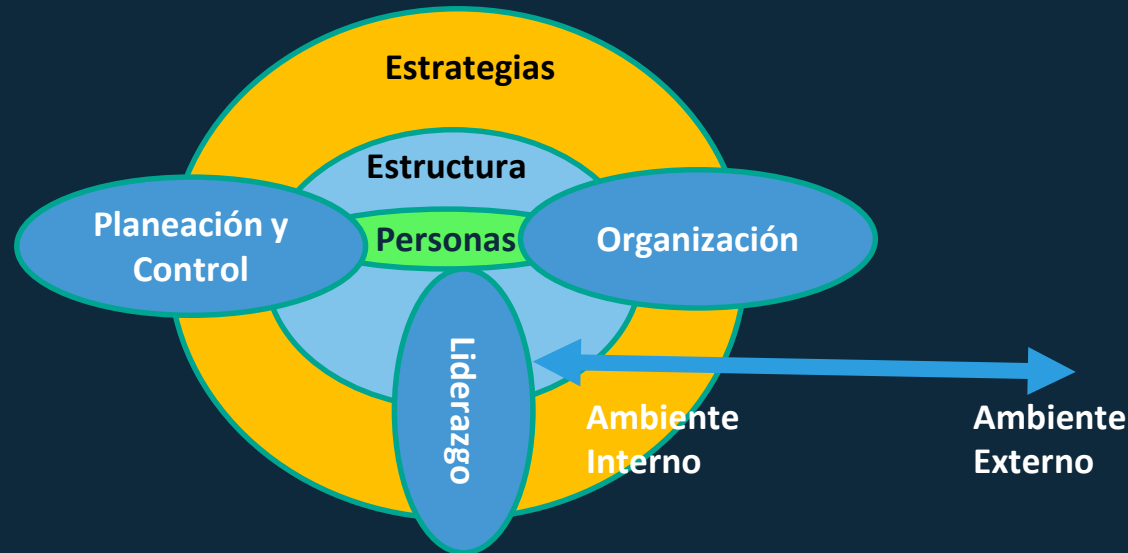 Estrategias
Estructura
Planeación y
Control
Personas
Organización
Liderazgo
Ambiente
Interno
Ambiente
Externo